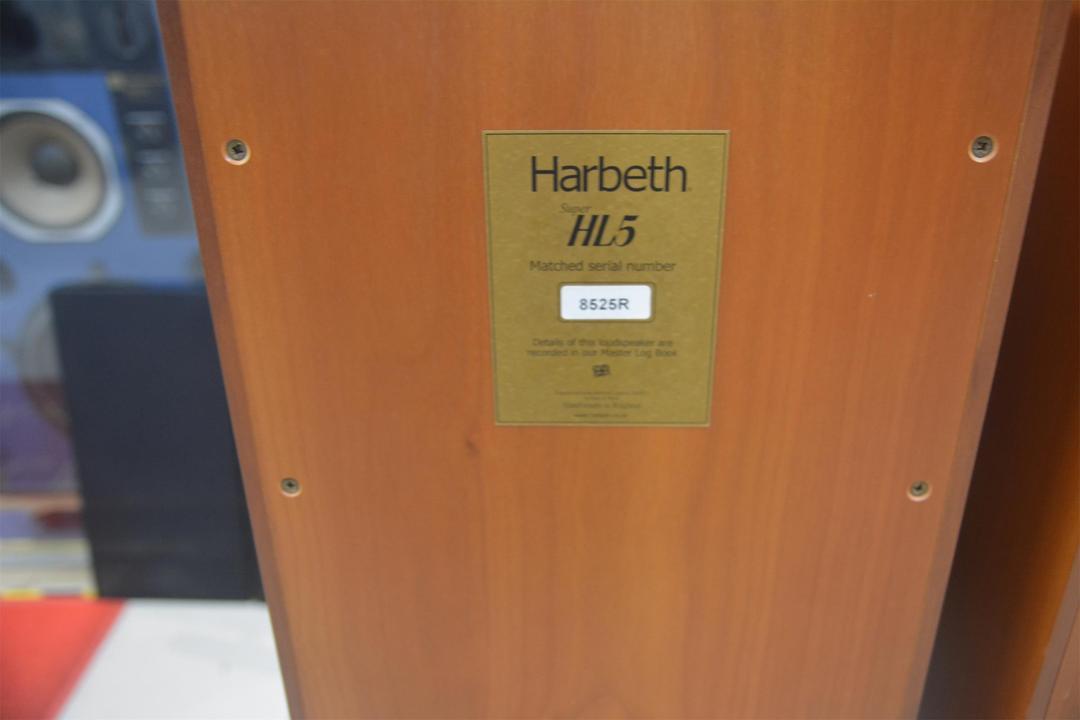 Harbeth
Super
HL5
Matched serial number
8525R
Details of this loudspeaker are
recorded in our Master Log Book